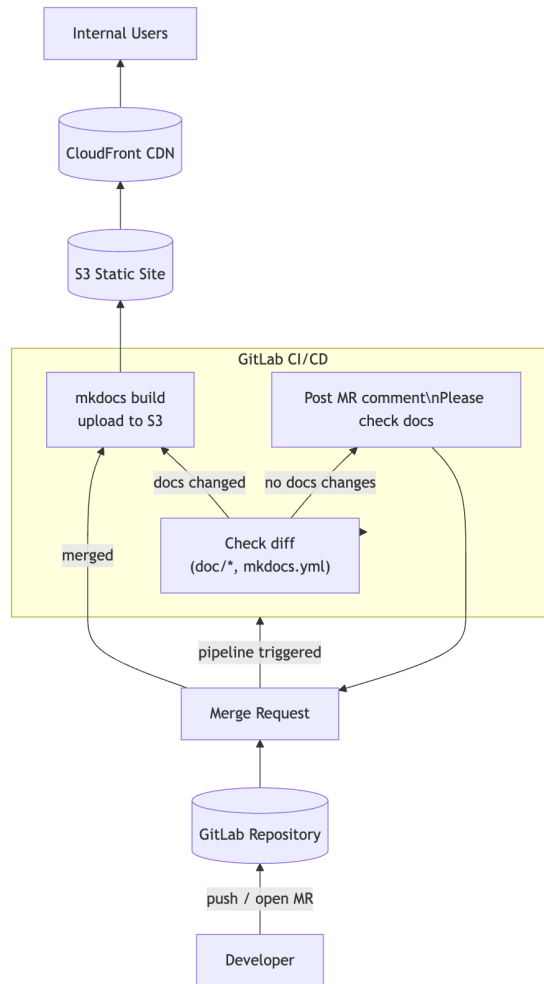 Internal Users
CloudFront CDN
S3 Static Site
GitLab CI/CD
mkdocs build
upload to S3
Post MR comment\nPlease
check docs
docs changed
no docs changes
Check diff
(doc/*, mkdocs.yml)
merged
pipeline triggered
Merge Request
GitLab Repository
push / open MR
Developer